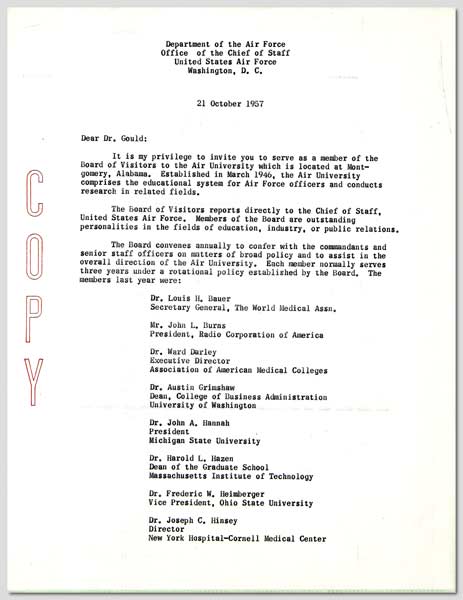 Department of the Air Force
Office of the Chief of Staff
United States Air Force
Washington, D. C.
21 October 1957
Dear Dr. Gould:
It is my privilege to invite you to serve as a member of the
Board of Visitors to the Air University which is located at Mont-
gomery, Alabama. Established in March 1946, the Air University
comprises the educational system for Air Force officers and conducts
research in related fields.
The Board of Visitors reports directly to the Chief of Staff,
United States Air Force. Members of the Board are outstanding
personalities in the fields of education, industry, or public relations.
The Board convenes annually to confer with the commandants and
senior staff officers on matters of broad policy and to assist in the
overall direction of the Air University. Each member normally serves
three years under a rotational policy established by the Board. The
members last year were:
Dr. Louis H. Bauer
Secretary General, The World Medical Assn.
Mr. John L. Burns
President, Radio Corporation of America
Dr. Ward Darley
Executive Director
Association of American Medical Colleges
Dr. Austin Grimshaw
Dean, College of Business Administration
University of Washington
Dr. John A. Hannah
President
Michigan State University
Dr. Harold L. Hazen
Dean of the Graduate School
Massachusetts Institute of Technology
Dr. Frederic W. Heimberger
Vice President, Ohio State University
Dr. Joseph C. Hinsey
Director
New York Hospital-Cornell Medical Center
COPY